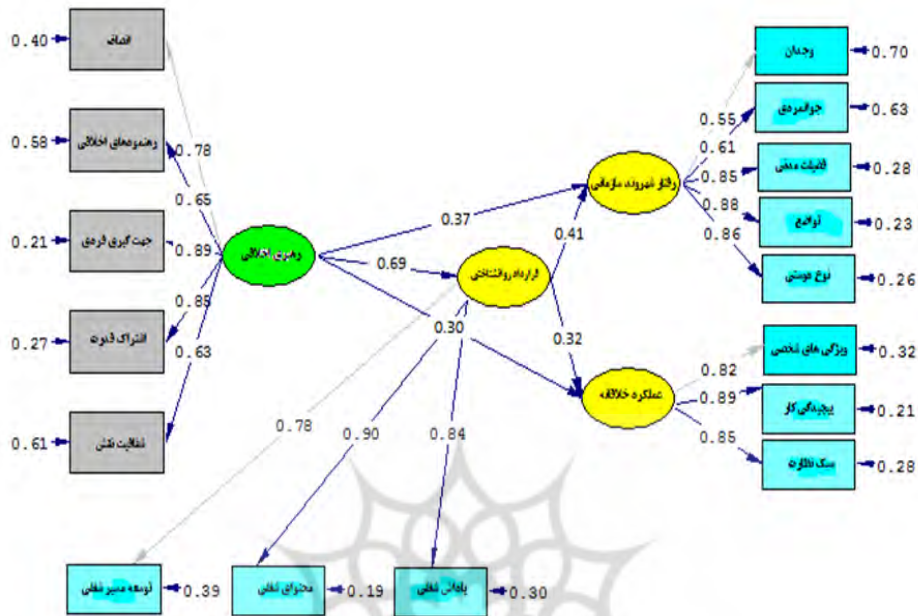 انصاف
0.40
وجدان
0.70
جوانمردی
0.63
رهنمودهای اخلاقی
0.58
0.78
0.55
0.61
فضیلت مدنی
0.28
0.85
رفتار شهروند سازمانی
0.65
0.88
تواضع
0.23
0.37
جهت گیری فردی
0.21
0.89
0.86
رهبری اخلاقی
0.41
نوع دوستی
0.26
0.69
قرارداد روانشناختی
0.85
0.30
0.32
اشتراک قدرت
0.27
ویژگی های شخصی
0.32
0.63
0.82
عملکرد خلاقانه
0.89
پیچیدگی کار
0.21
شفافیت نقش
0.61
0.78
0.90
0.84
0.85
سبک نظارت
0.28
توسعه مسیر شغلی
0.39
محتوای شغلی
0.19
پاداش شغلی
0.30